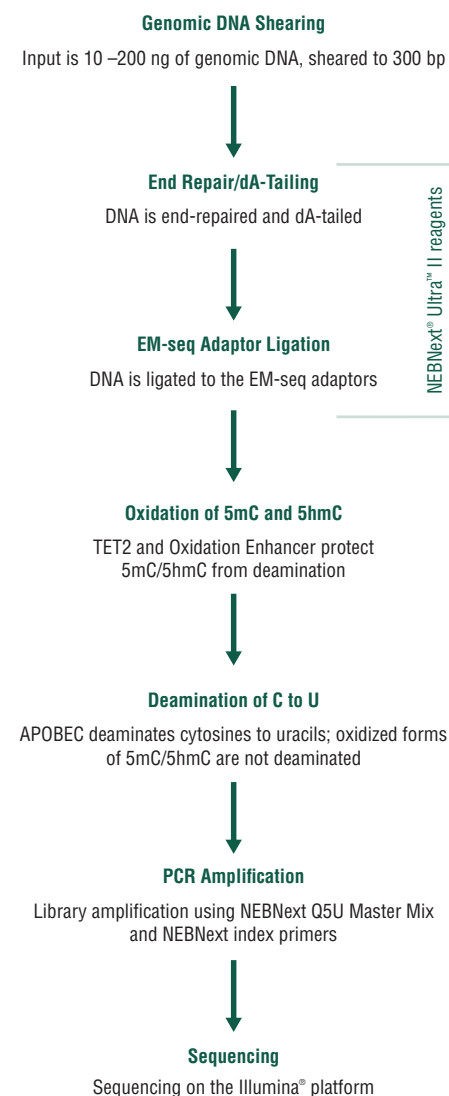 Genomic DNA Shearing
Input is 10 –200 ng of genomic DNA, sheared to 300 bp
End Repair/dA-Tailing
DNA is end-repaired and dA-tailed
EM-seq Adaptor Ligation
DNA is ligated to the EM-seq adaptors
NEBNext® Ultra™ II reagents
Oxidation of 5mC and 5hmC
TET2 and Oxidation Enhancer protect
5mC/5hmC from deamination
Deamination of C to U
APOBEC deaminates cytosines to uracils; oxidized forms
of 5mC/5hmC are not deaminated
PCR Amplification
Library amplification using NEBNext Q5U Master Mix
and NEBNext index primers
Sequencing
Sequencing on the Illumina® platform